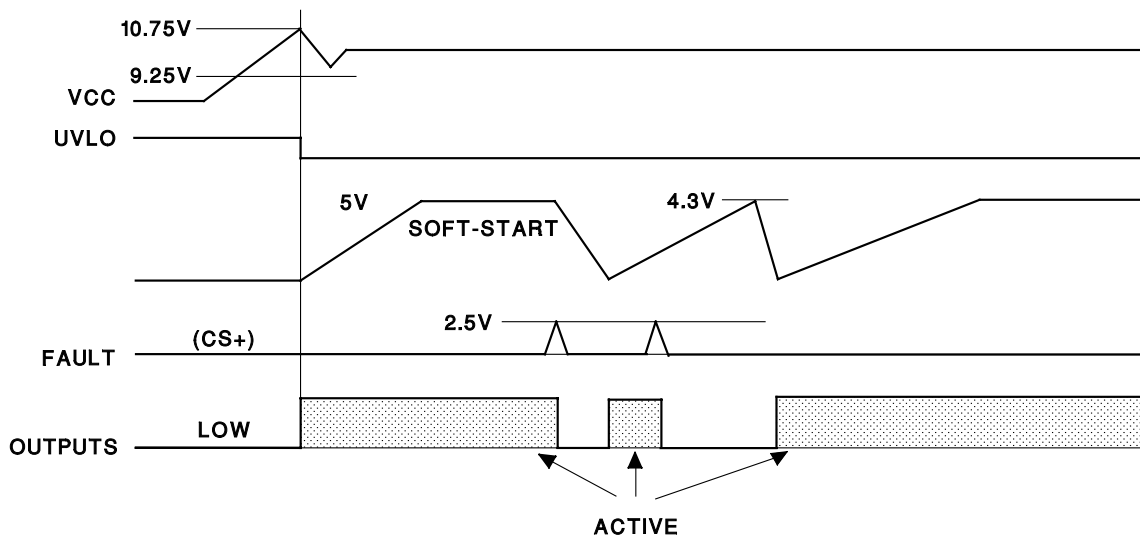 10.75V
9.25V
VCC
UVLO
5V
4.3V
SOFT-START
2.5V
(CS+)
FAULT
LOW
OUTPUTS
ACTIVE